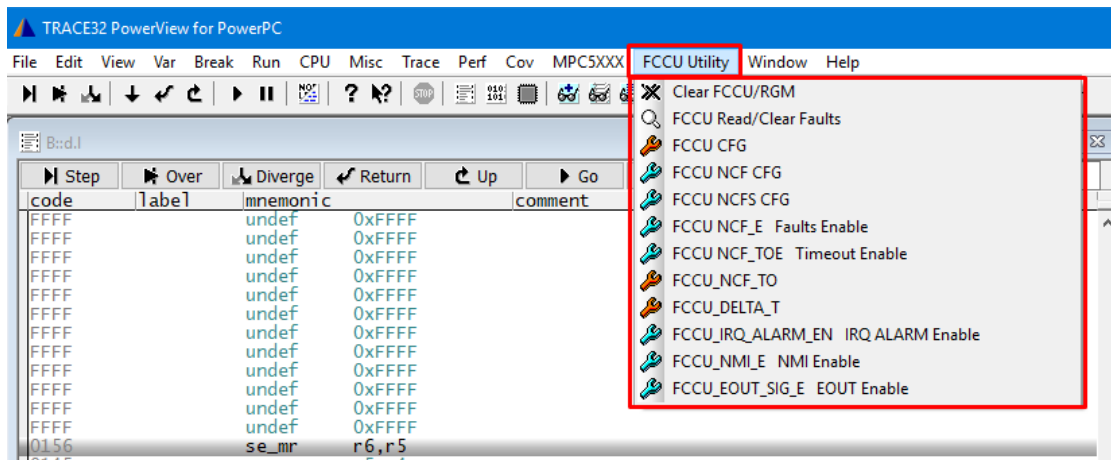 TRACE32 PowerView for PowerPC
File Edit View Var Break Run CPU Misc Trace Perf Cov MPC5XXX FCCU Utility Window Help
Clear FCCU/RGM
FCCU Read/Clear Faults
FCCU CFG
FCCU NCF CFG
FCCU NCFS CFG
FCCU NCF_E Faults Enable
FCCU NCF_TOE Timeout Enable
FCCU_NCF_TO
FCCU_DELTA_T
FCCU_IRQ_ALARM_EN IRQ ALARM Enable
FCCU_NMI_E NMI Enable
FCCU_EOUT_SIG_E EOUT Enable
B::d.l
Step Over Diverge Return Up Go
code label mnemonic comment
FFFF undef 0xFFFF
FFFF undef 0xFFFF
FFFF undef 0xFFFF
FFFF undef 0xFFFF
FFFF undef 0xFFFF
FFFF undef 0xFFFF
FFFF undef 0xFFFF
FFFF undef 0xFFFF
FFFF undef 0xFFFF
FFFF undef 0xFFFF
FFFF undef 0xFFFF
FFFF undef 0xFFFF
0156 se_mr r6,r5